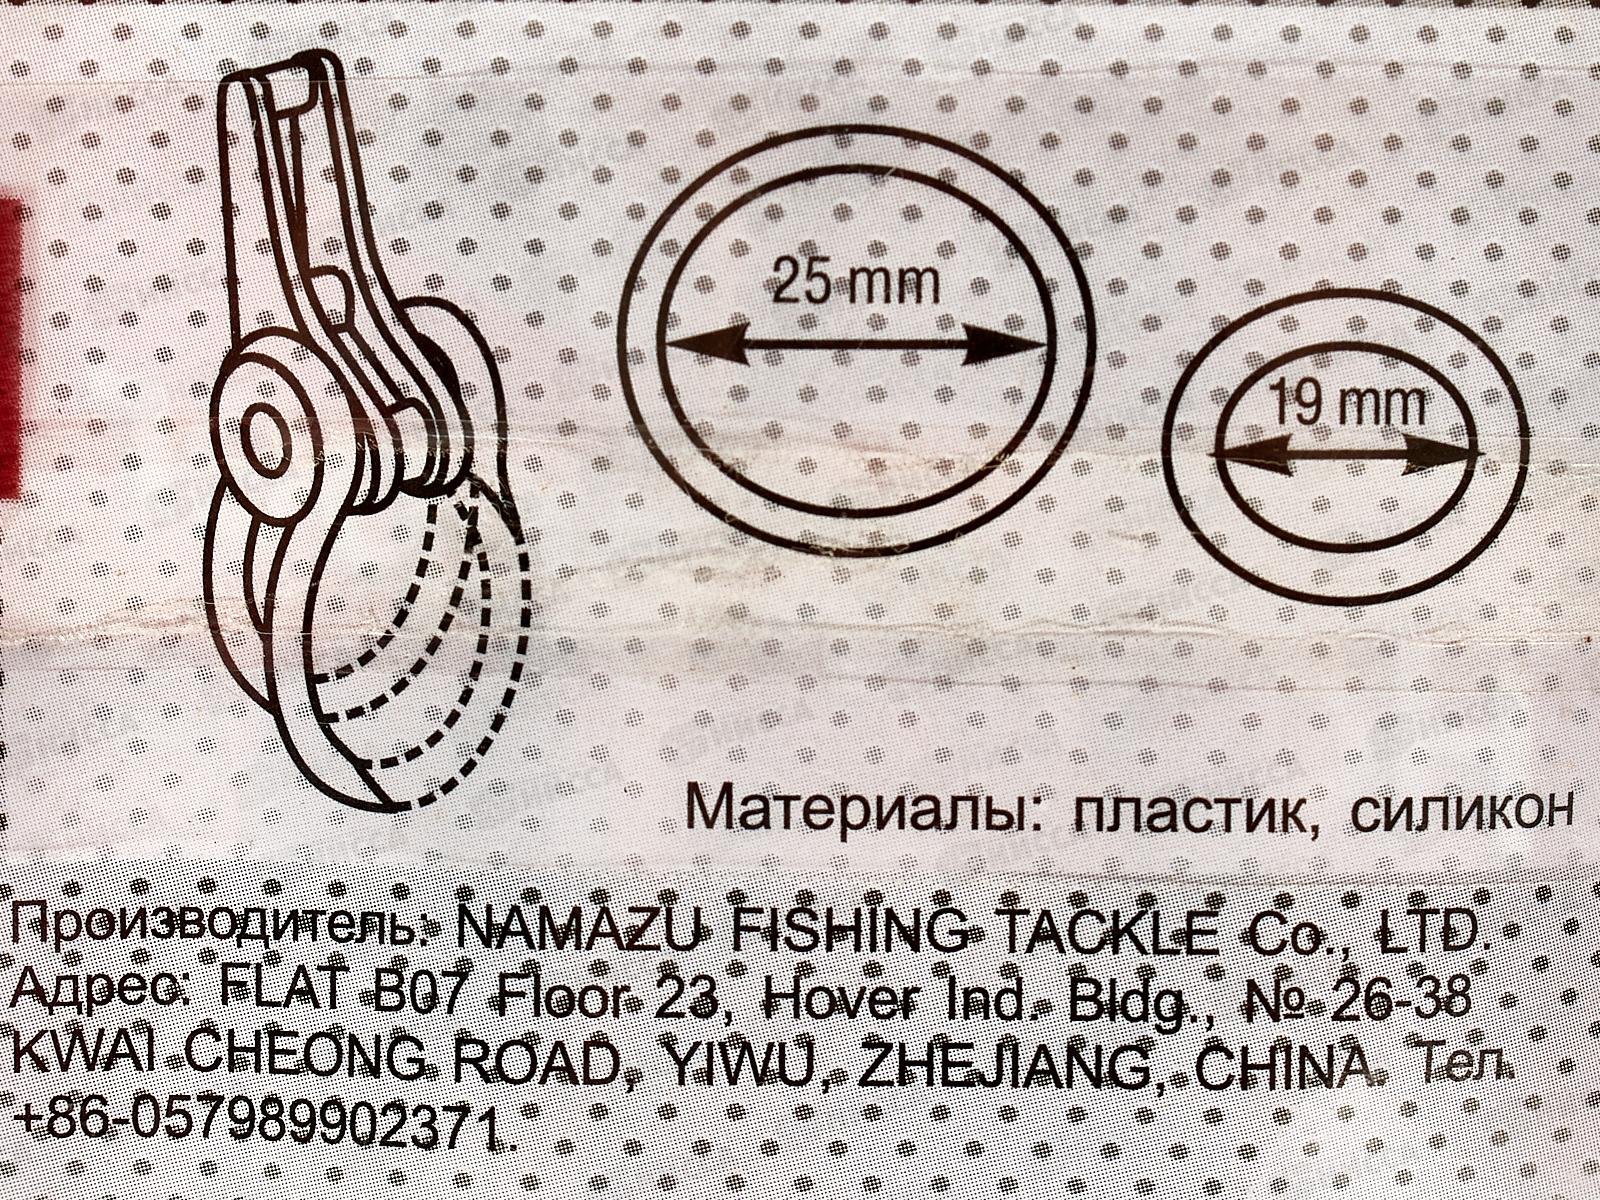 25 mm
19 mm
Материалы: пластик, силикон
Производитель: NAMAZU FISHING TACKLE Co., LTD.
Адрес: FLAT B07 Floor 23, Hover Ind. Bldg., № 26-38
KWAI CHEONG ROAD, YIWU, ZHEJIANG, CHINA. Тел.
+86-057989902371.